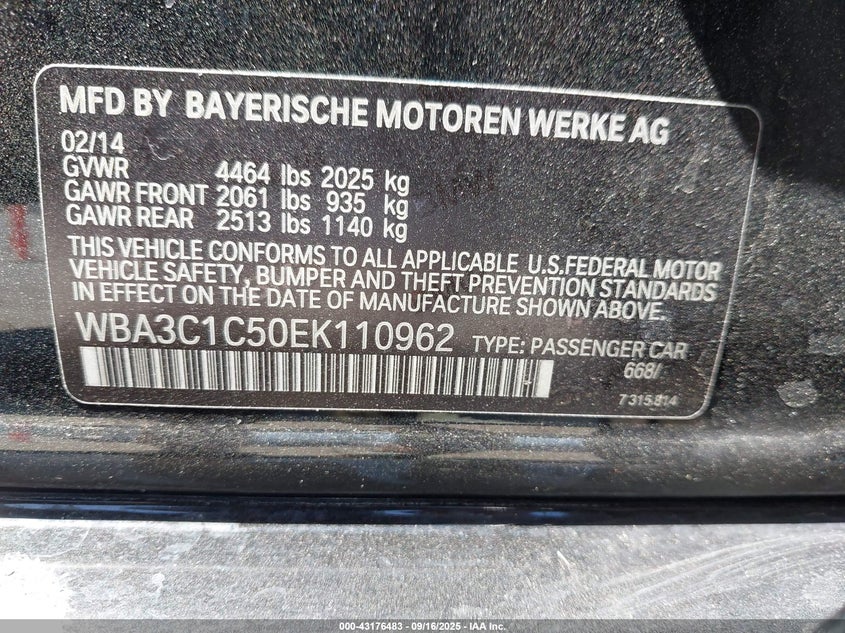 MFD BY BAYERISCHE MOTOREN WERKE AG
02/14
GVWR 4464 lbs 2025 kg
GAWR FRONT 2061 lbs 935 kg
GAWR REAR 2513 lbs 1140 kg
THIS VEHICLE CONFORMS TO ALL APPLICABLE U.S.FEDERAL MOTOR
VEHICLE SAFETY, BUMPER AND THEFT PREVENTION STANDARDS
IN EFFECT ON THE DATE OF MANUFACTURE SHOWN ABOVE.
WBA3C1C50EK110962 TYPE: PASSENGER CAR
668/
7 315.814
000-43176483 - 09/16/2025 - IAA Inc.